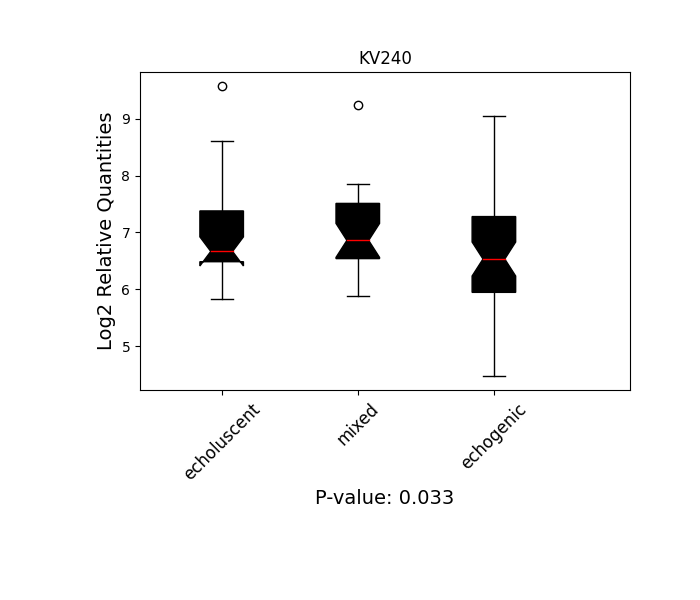 KV240
Log2 Relative Quantities
9
8
7
6
5
echoluscent
mixed
echogenic
P-value: 0.033